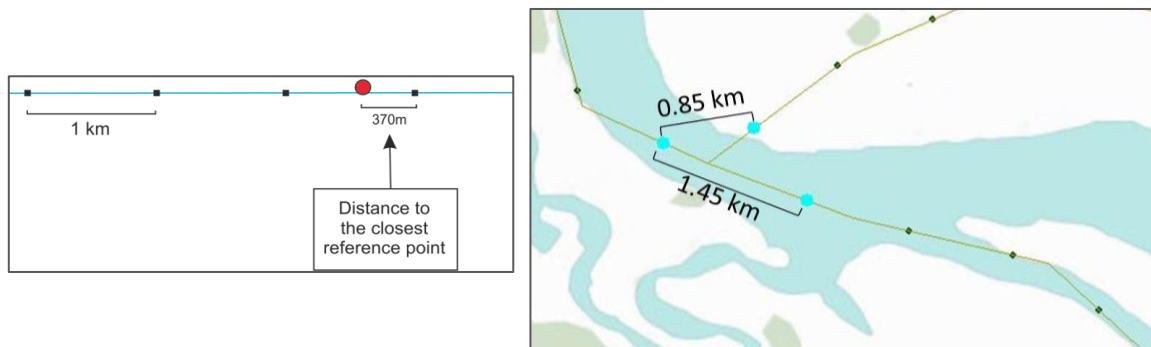 1 km
370m
Distance to
the closest
reference point
0.85 km
1.45 km